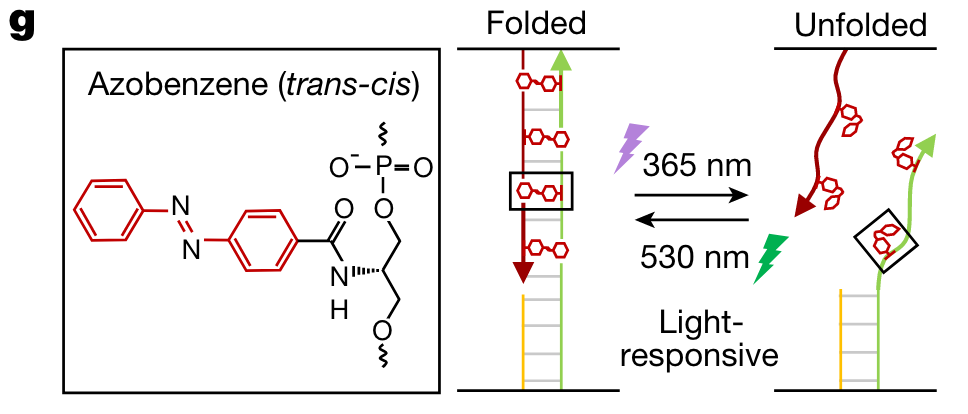 g
Folded
Unfolded
Azobenzene (trans-cis)
O⁻
P
O
O
O
N
N
N
H
O
365 nm
530 nm
Light-
responsive